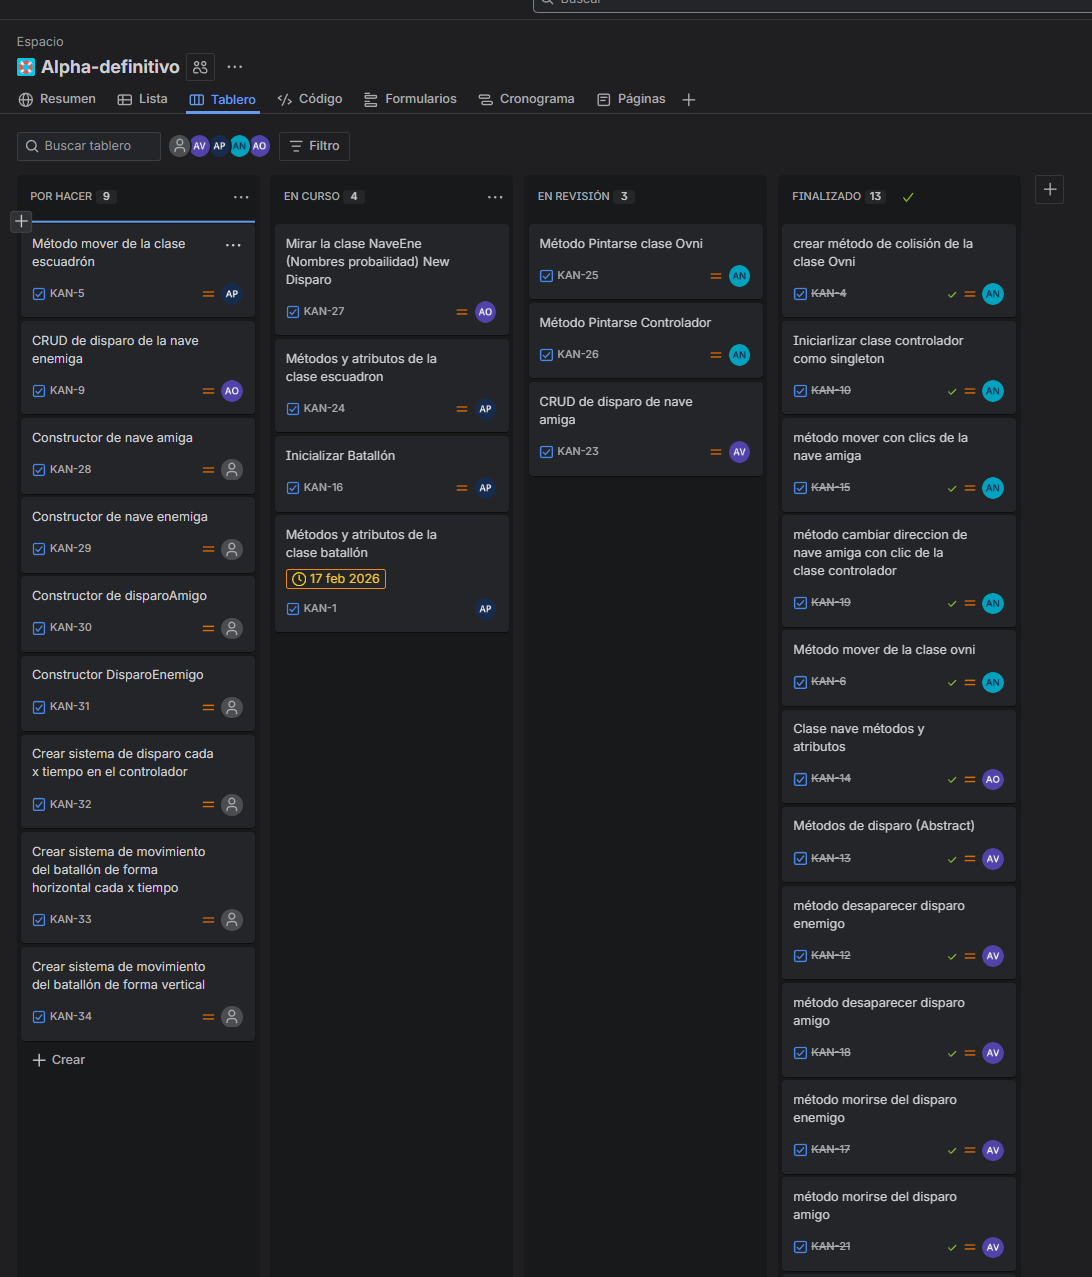 Buscar
Espacio
Alpha-definitivo
Resumen
Lista
Tablero
Código
Formularios
Cronograma
Páginas
Buscar tablero
AV
AP
AN
AO
Filtro
POR HACER 9
Método mover de la clase
escuadrón
KAN-5
AP
CRUD de disparo de la nave
enemiga
KAN-9
AO
Constructor de nave amiga
KAN-28
Constructor de nave enemiga
KAN-29
Constructor de disparoAmigo
KAN-30
Constructor DisparoEnemigo
KAN-31
Crear sistema de disparo cada
x tiempo en el controlador
KAN-32
Crear sistema de movimiento
del batallón de forma
horizontal cada x tiempo
KAN-33
Crear sistema de movimiento
del batallón de forma vertical
KAN-34
Crear
EN CURSO 4
Mirar la clase NaveEne
(Nombres probailidad) New
Disparo
KAN-27
AO
Métodos y atributos de la
clase escuadron
KAN-24
AP
Inicializar Batallón
KAN-16
AP
Métodos y atributos de la
clase batallón
17 feb 2026
KAN-1
AP
EN REVISIÓN 3
Método Pintarse clase Ovni
KAN-25
AN
Método Pintarse Controlador
KAN-26
AN
CRUD de disparo de nave
amiga
KAN-23
AV
FINALIZADO 13
crear método de colisión de la
clase Ovni
KAN-4
AN
Iniciarlizar clase controlador
como singleton
KAN-10
AN
método mover con clics de la
nave amiga
KAN-15
AN
método cambiar direccion de
nave amiga con clic de la
clase controlador
KAN-19
AN
Método mover de la clase ovni
KAN-6
AN
Clase nave métodos y
atributos
KAN-14
AO
Métodos de disparo (Abstract)
KAN-13
AV
método desaparecer disparo
enemigo
KAN-12
AV
método desaparecer disparo
amigo
KAN-18
AV
método morirse del disparo
enemigo
KAN-17
AV
método morirse del disparo
amigo
KAN-21
AV